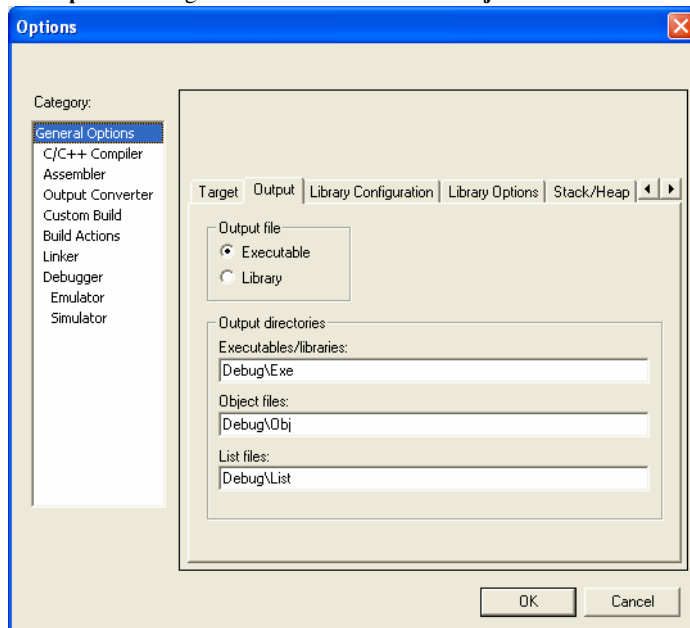 Options
Category:
General Options
C/C++ Compiler
Assembler
Output Converter
Custom Build
Build Actions
Linker
Debugger
Emulator
Simulator
Target
Output
Library Configuration
Library Options
Stack/Heap
Output file
Executable
Library
Output directories
Executables/libraries:
Debug\Exe
Object files:
Debug\Obj
List files:
Debug\List
OK
Cancel